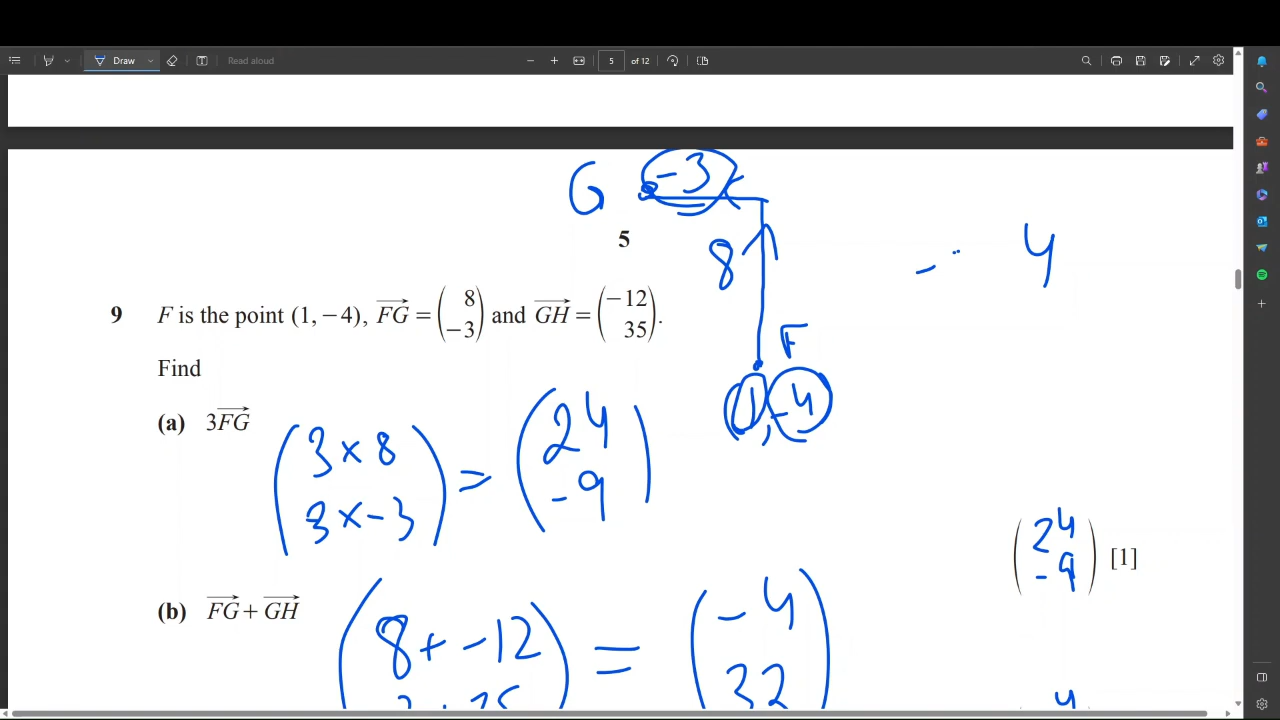 Draw
Read aloud
5 of 12
G -3
5
8
- 4
9 F is the point (1, −4), FG = (8 −3) and GH = (−12 35).
F
Find
(1, -4)
(a) 3FG
(3 x 8 3 x -3) = (24 -9)
(24 -9) [1]
(b) FG + GH
(8 + -12 = (-4 32